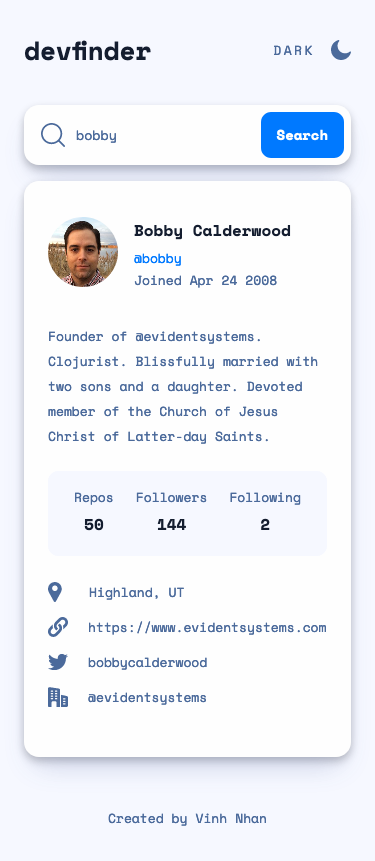 devfinder
DARK
bobby
Search
Bobby Calderwood
@bobby
Joined Apr 24 2008
Founder of @evidentsystems.
Clojurist. Blissfully married with
two sons and a daughter. Devoted
member of the Church of Jesus
Christ of Latter-day Saints.
Repos Followers Following
50 144 2
Highland, UT
https://www.evidentsystems.com
bobbycalderwood
@evidentsystems
Created by Vinh Nhan